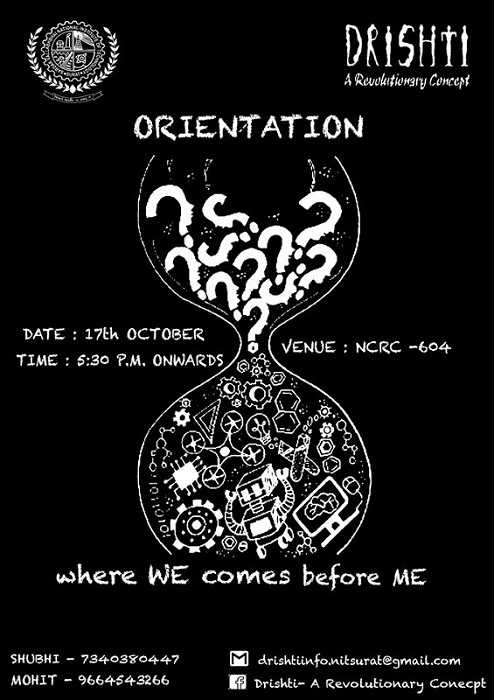 DRISHTI
A Revolutionary Concept
ORIENTATION
DATE : 17th OCTOBER
TIME : 5:30 P.M. ONWARDS
VENUE : NCRC -604
where WE comes before ME
SHUBHI - 7340380447
MOHIT - 9664543266
drishtiinfo.nitsurat@gmail.com
Drishti- A Revolutionary Conecpt